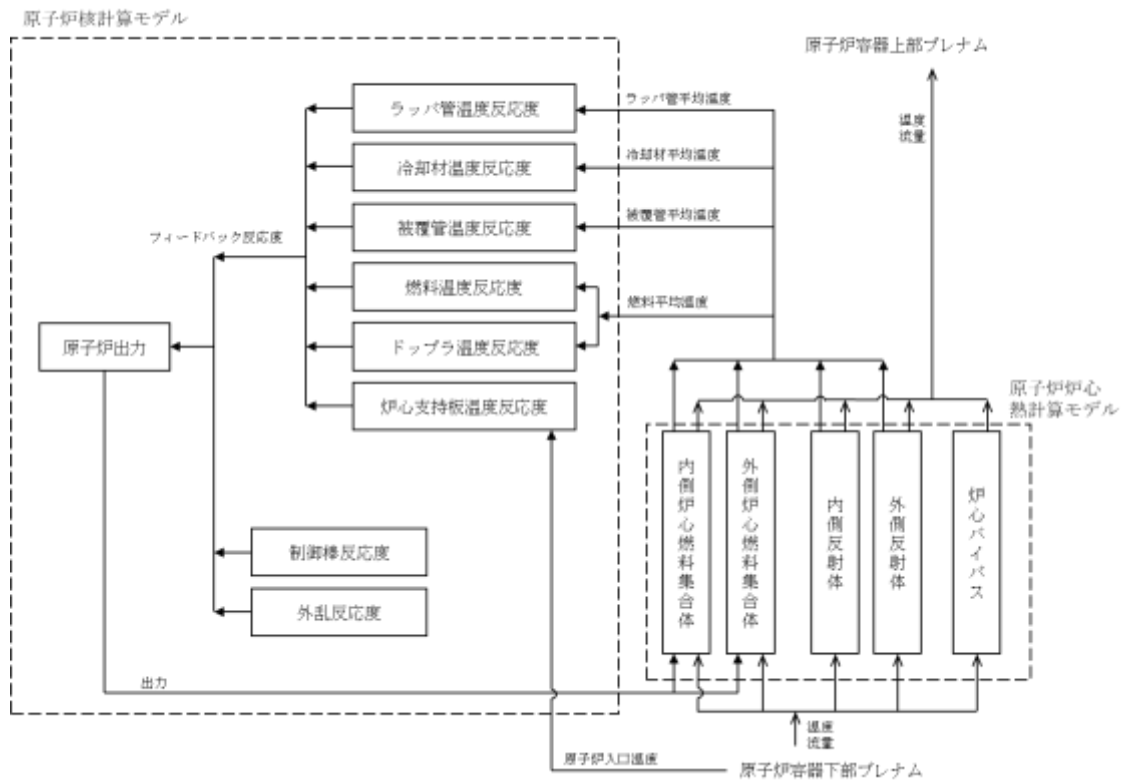 原子炉核計算モデル
原子炉容器上部プレナム
温度
流量
ラッパ管温度反応度
ラッパ管平均温度
冷却材温度反応度
冷却材平均温度
被覆管温度反応度
被覆管平均温度
フィードバック反応度
燃料温度反応度
燃料平均温度
原子炉出力
ドップラ温度反応度
炉心支持板温度反応度
原子炉炉心
熱計算モデル
内側炉心燃料集合体
外側炉心燃料集合体
内側反射体
外側反射体
炉心バイパス
制御棒反応度
外乱反応度
出力
温度
流量
原子炉入口温度
原子炉容器下部プレナム